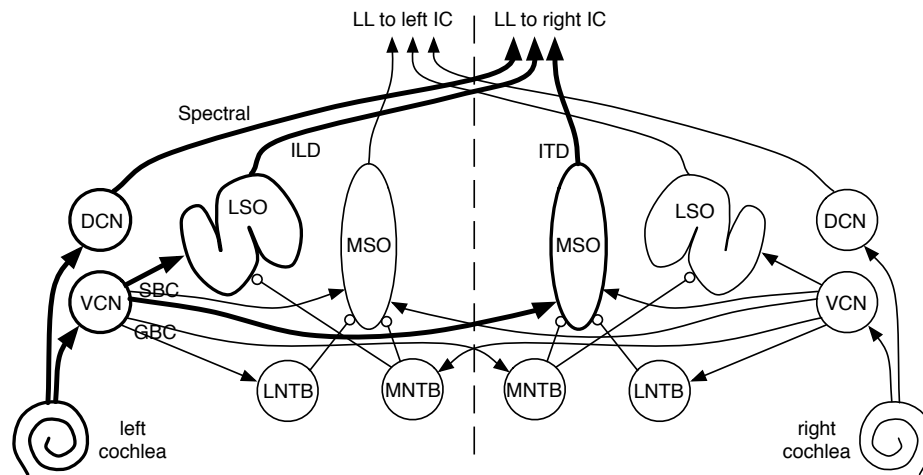 LL to left IC
LL to right IC
Spectral
ILD
ITD
DCN
LSO
MSO
MSO
LSO
DCN
VCN
SBC
GBC
VCN
LNTB
MNTB
MNTB
LNTB
left
cochlea
right
cochlea